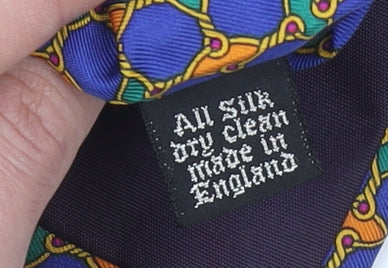 All Silk
dry clean
made in
England